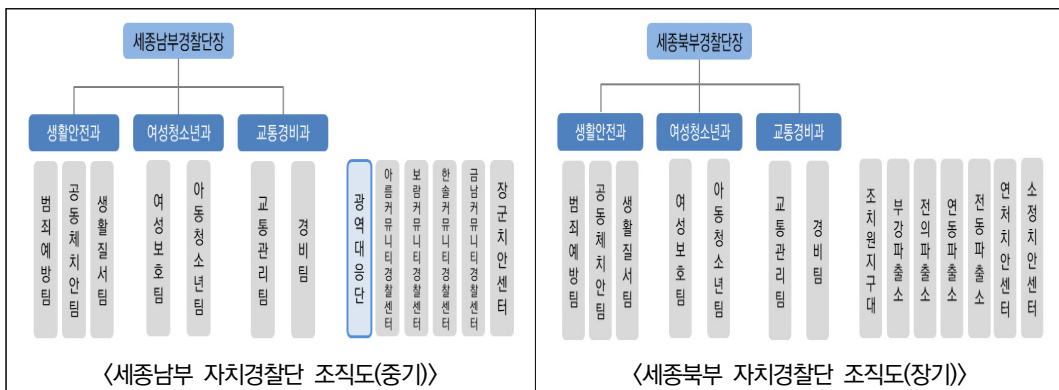 세종남부경찰단장
생활안전과
여성청소년과
교통경비과
범죄예방팀
공동체치안팀
생활질서팀
여성보호팀
아동청소년팀
교통관리팀
경비팀
광역대응단
아름커뮤니티경찰센터
보람커뮤니티경찰센터
한솔커뮤니티경찰센터
금남커뮤니티경찰센터
장군치안센터
〈세종남부 자치경찰단 조직도(중기)〉
세종북부경찰단장
생활안전과
여성청소년과
교통경비과
범죄예방팀
공동체치안팀
생활질서팀
여성보호팀
아동청소년팀
교통관리팀
경비팀
조치원지구대
부강파출소
전의파출소
연동파출소
전동파출소
연처치안센터
소정치안센터
〈세종북부 자치경찰단 조직도(장기)〉